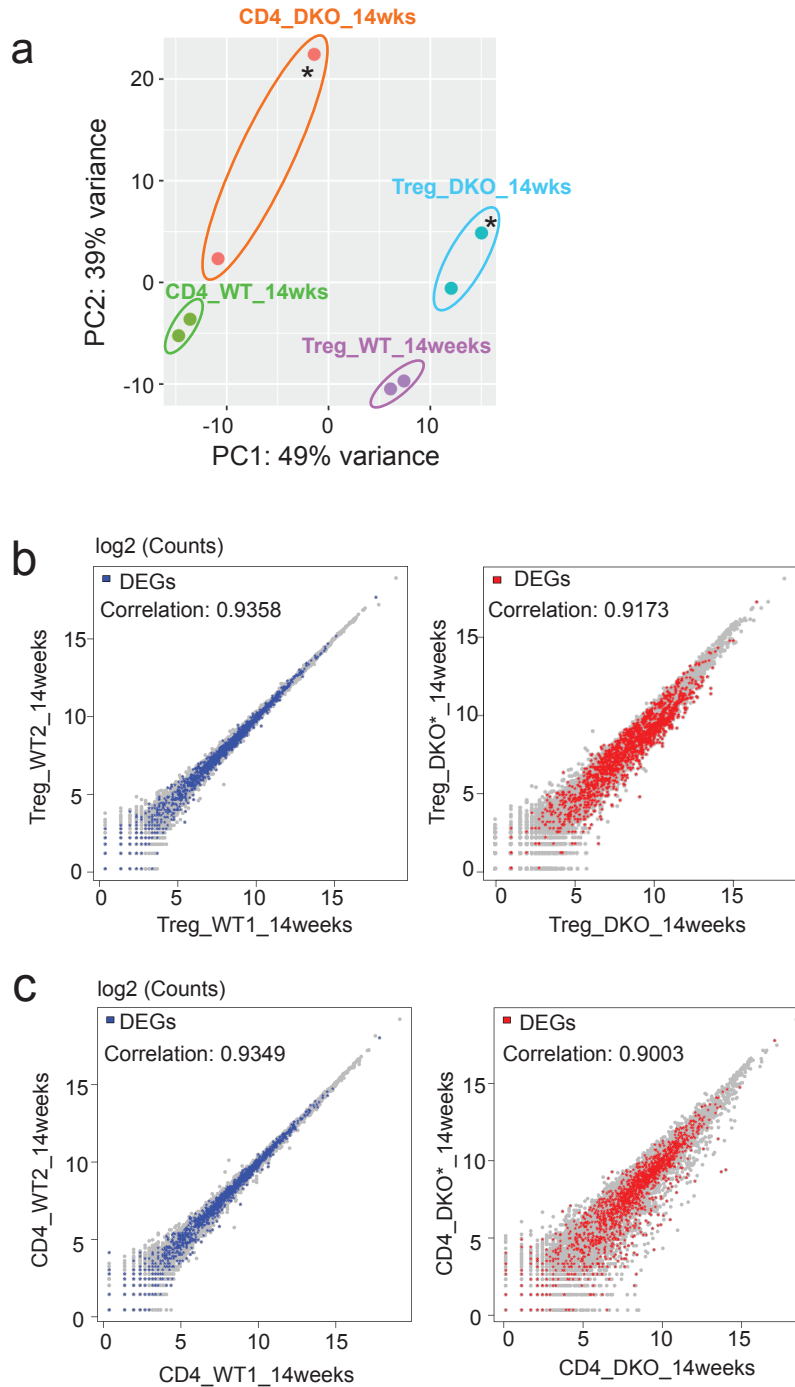 a
CD4_DKO_14wks
*
Treg_DKO_14wks
*
CD4_WT_14wks
Treg_WT_14weeks
PC2: 39% variance
20
10
0
-10
-10
0
10
PC1: 49% variance
b
log2 (Counts)
DEGs
Correlation: 0.9358
Treg_WT2_14weeks
15
10
5
0
0
5
10
15
Treg_WT1_14weeks
DEGs
Correlation: 0.9173
Treg_DKO*_14weeks
15
10
5
0
0
5
10
15
Treg_DKO_14weeks
c
log2 (Counts)
DEGs
Correlation: 0.9349
CD4_WT2_14weeks
15
10
5
0
0
5
10
15
CD4_WT1_14weeks
DEGs
Correlation: 0.9003
CD4_DKO*_14weeks
15
10
5
0
0
5
10
15
CD4_DKO_14weeks